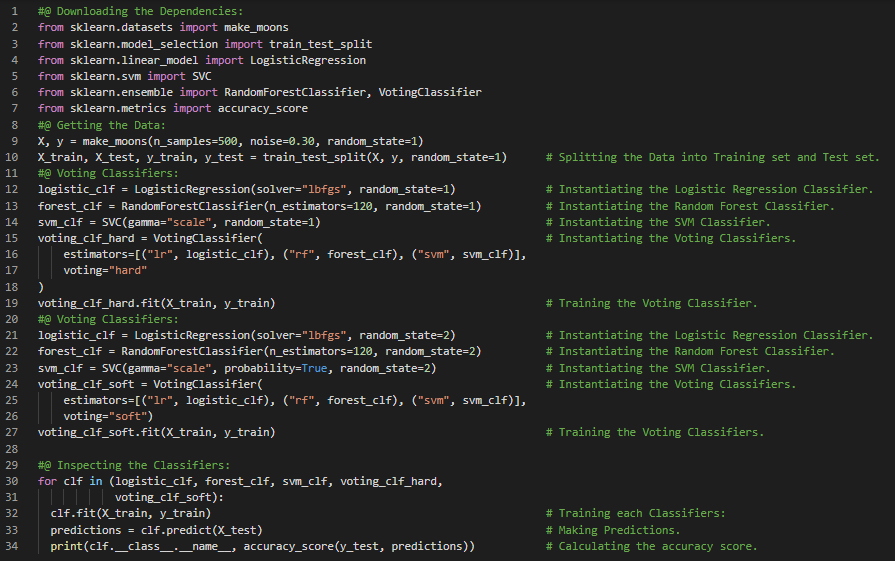 1 #@ Downloading the Dependencies:
2 from sklearn.datasets import make_moons
3 from sklearn.model_selection import train_test_split
4 from sklearn.linear_model import LogisticRegression
5 from sklearn.svm import SVC
6 from sklearn.ensemble import RandomForestClassifier, VotingClassifier
7 from sklearn.metrics import accuracy_score
8 #@ Getting the Data:
9 X, y = make_moons(n_samples=500, noise=0.30, random_state=1)
10 X_train, X_test, y_train, y_test = train_test_split(X, y, random_state=1) # Splitting the Data into Training set and Test set.
11 #@ Voting Classifiers:
12 logistic_clf = LogisticRegression(solver="lbfgs", random_state=1) # Instantiating the Logistic Regression Classifier.
13 forest_clf = RandomForestClassifier(n_estimators=120, random_state=1) # Instantiating the Random Forest Classifier.
14 svm_clf = SVC(gamma="scale", random_state=1) # Instantiating the SVM Classifier.
15 voting_clf_hard = VotingClassifier( # Instantiating the Voting Classifiers.
16 estimators=[("lr", logistic_clf), ("rf", forest_clf), ("svm", svm_clf)],
17 voting="hard"
18 )
19 voting_clf_hard.fit(X_train, y_train) # Training the Voting Classifier.
20 #@ Voting Classifiers:
21 logistic_clf = LogisticRegression(solver="lbfgs", random_state=2) # Instantiating the Logistic Regression Classifier.
22 forest_clf = RandomForestClassifier(n_estimators=120, random_state=2) # Instantiating the Random Forest Classifier.
23 svm_clf = SVC(gamma="scale", probability=True, random_state=2) # Instantiating the SVM Classifier.
24 voting_clf_soft = VotingClassifier( # Instantiating the Voting Classifiers.
25 estimators=[("lr", logistic_clf), ("rf", forest_clf), ("svm", svm_clf)],
26 voting="soft")
27 voting_clf_soft.fit(X_train, y_train) # Training the Voting Classifiers.
28
29 #@ Inspecting the Classifiers:
30 for clf in (logistic_clf, forest_clf, svm_clf, voting_clf_hard,
31 voting_clf_soft):
32 clf.fit(X_train, y_train) # Training each Classifiers:
33 predictions = clf.predict(X_test) # Making Predictions.
34 print(clf.__class__.__name__, accuracy_score(y_test, predictions)) # Calculating the accuracy score.